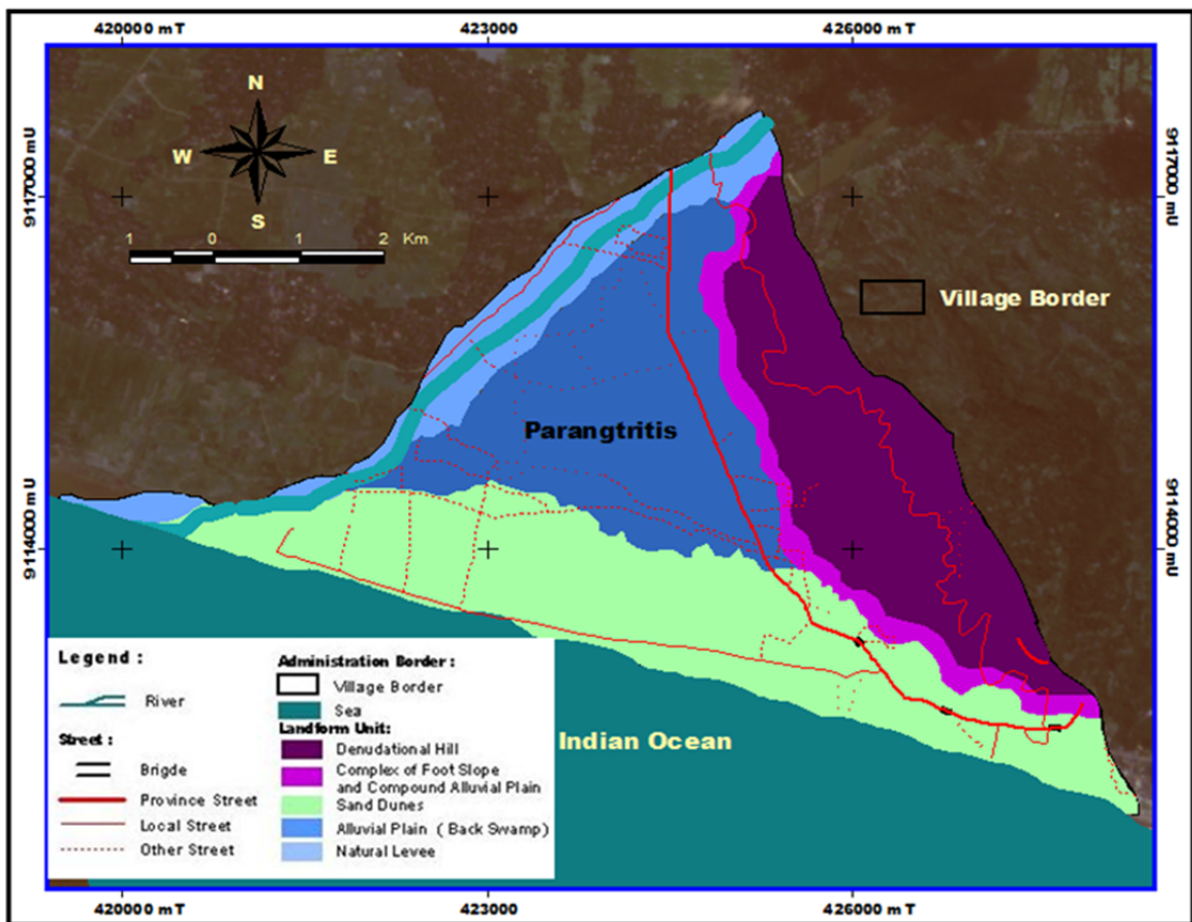 420000 mT 423000 426000 mT
N
W E
S
1 0 1 2 Km
9117000 mU
9117000 mU
Village Border
Parangtritis
9114000 mU
9114000 mU
Indian Ocean
Legend :
River
Street :
Brigde
Province Street
Local Street
Other Street
Administration Border :
Village Border
Sea
Landform Unit:
Denudational Hill
Complex of Foot Slope
and Compound Alluvial Plain
Sand Dunes
Alluvial Plain ( Back Swamp)
Natural Levee
420000 mT 423000 426000 mT